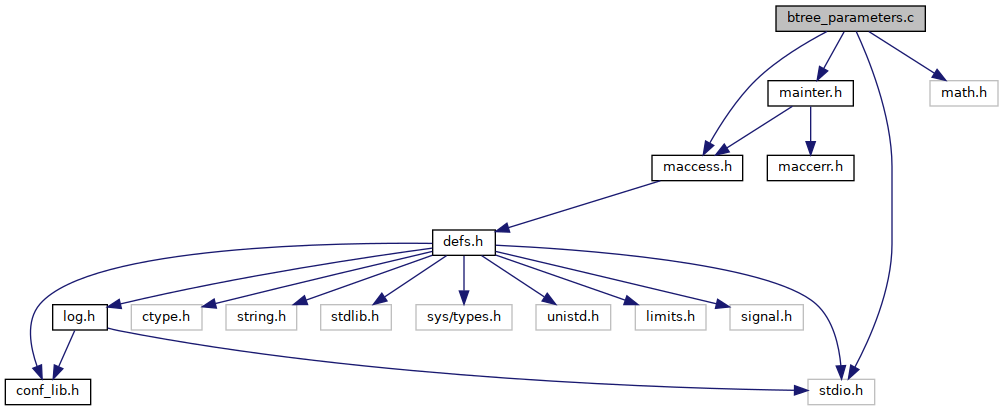 btree_parameters.c
mainter.h
math.h
maccess.h
maccerr.h
defs.h
log.h
ctype.h
string.h
stdlib.h
sys/types.h
unistd.h
limits.h
signal.h
conf_lib.h
stdio.h